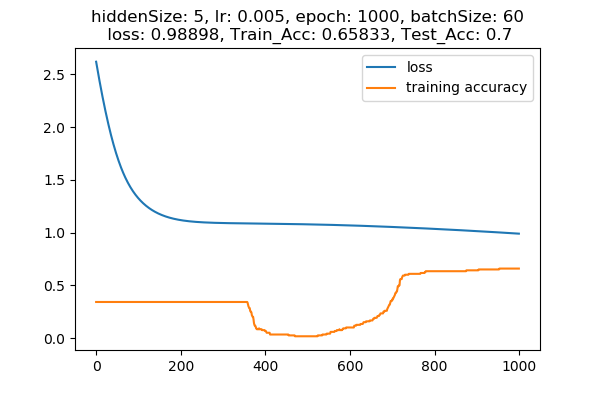 hiddenSize: 5, lr: 0.005, epoch: 1000, batchSize: 60
loss: 0.98898, Train_Acc: 0.65833, Test_Acc: 0.7
loss
training accuracy
2.5
2.0
1.5
1.0
0.5
0.0
0 200 400 600 800 1000